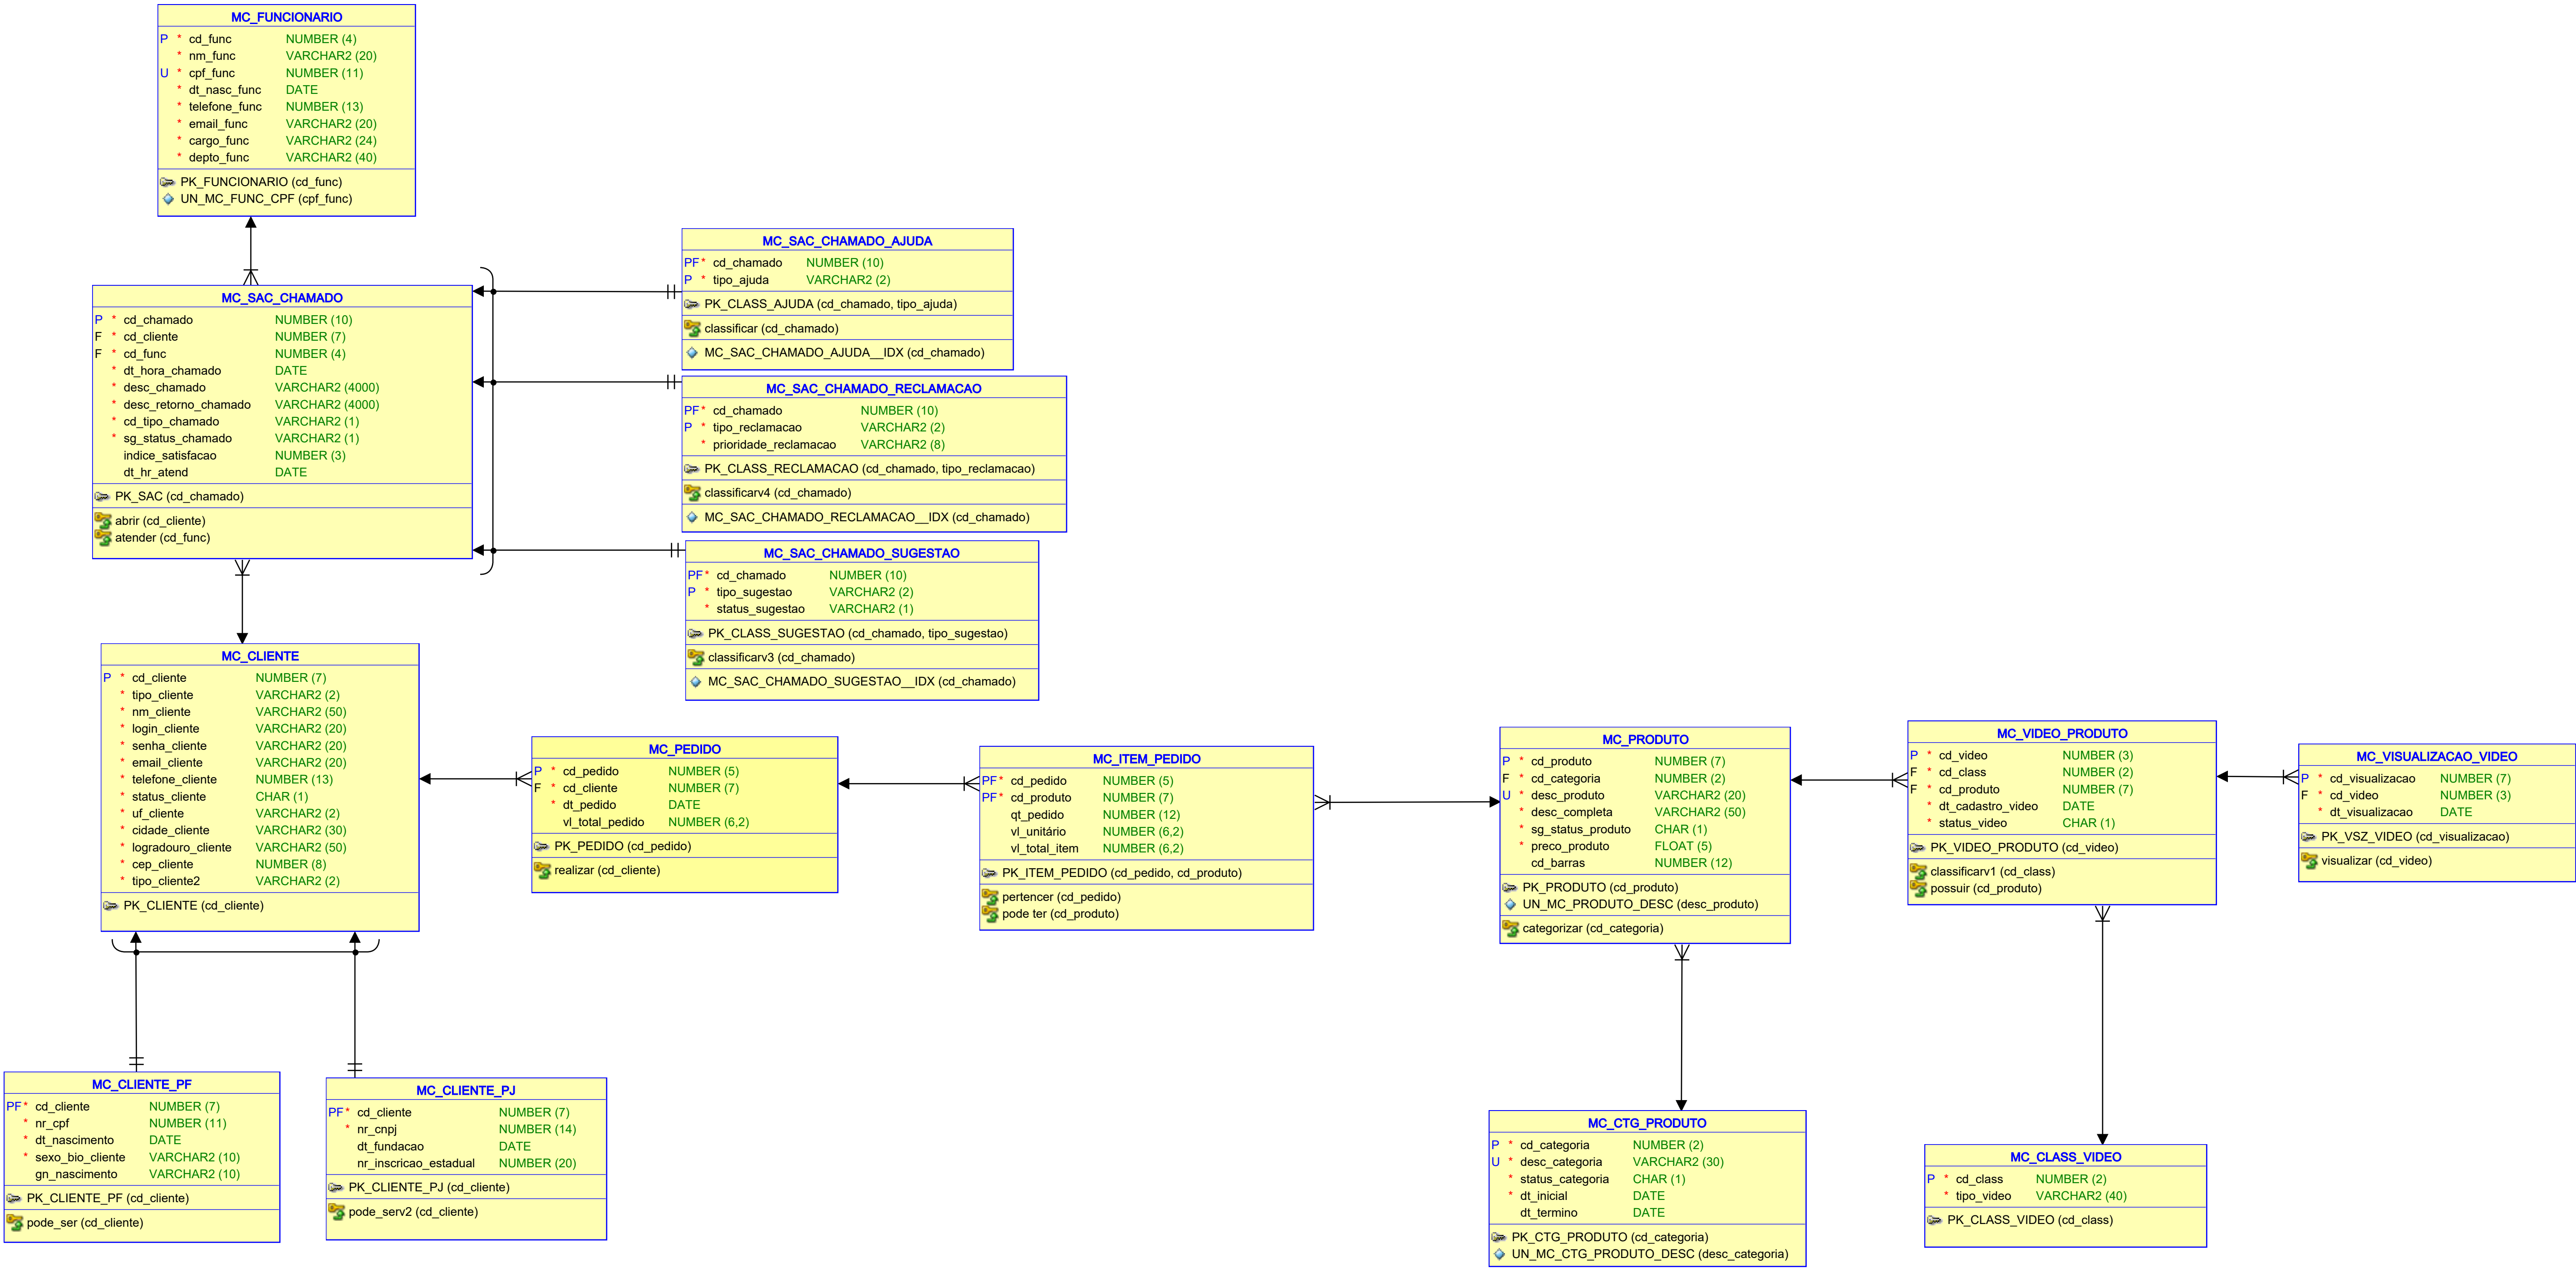 MC_FUNCIONARIO
P * cd_func NUMBER (4)
* nm_func VARCHAR2 (20)
U * cpf_func NUMBER (11)
* dt_nasc_func DATE
* telefone_func NUMBER (13)
* email_func VARCHAR2 (20)
* cargo_func VARCHAR2 (24)
* depto_func VARCHAR2 (40)
PK_FUNCIONARIO (cd_func)
UN_MC_FUNC_CPF (cpf_func)
MC_SAC_CHAMADO
P * cd_chamado NUMBER (10)
F * cd_cliente NUMBER (7)
F * cd_func NUMBER (4)
* dt_hora_chamado DATE
* desc_chamado VARCHAR2 (4000)
* desc_retorno_chamado VARCHAR2 (4000)
* cd_tipo_chamado VARCHAR2 (1)
* sg_status_chamado VARCHAR2 (1)
indice_satisfacao NUMBER (3)
dt_hr_atend DATE
PK_SAC (cd_chamado)
abrir (cd_cliente)
atender (cd_func)
MC_SAC_CHAMADO_AJUDA
PF * cd_chamado NUMBER (10)
P * tipo_ajuda VARCHAR2 (2)
PK_CLASS_AJUDA (cd_chamado, tipo_ajuda)
classificar (cd_chamado)
MC_SAC_CHAMADO_AJUDA__IDX (cd_chamado)
MC_SAC_CHAMADO_RECLAMACAO
PF * cd_chamado NUMBER (10)
P * tipo_reclamacao VARCHAR2 (2)
* prioridade_reclamacao VARCHAR2 (8)
PK_CLASS_RECLAMACAO (cd_chamado, tipo_reclamacao)
classificarv4 (cd_chamado)
MC_SAC_CHAMADO_RECLAMACAO__IDX (cd_chamado)
MC_SAC_CHAMADO_SUGESTAO
PF * cd_chamado NUMBER (10)
P * tipo_sugestao VARCHAR2 (2)
* status_sugestao VARCHAR2 (1)
PK_CLASS_SUGESTAO (cd_chamado, tipo_sugestao)
classificarv3 (cd_chamado)
MC_SAC_CHAMADO_SUGESTAO__IDX (cd_chamado)
MC_CLIENTE
P * cd_cliente NUMBER (7)
* tipo_cliente VARCHAR2 (2)
* nm_cliente VARCHAR2 (50)
* login_cliente VARCHAR2 (20)
* senha_cliente VARCHAR2 (20)
* email_cliente VARCHAR2 (20)
* telefone_cliente NUMBER (13)
* status_cliente CHAR (1)
* uf_cliente VARCHAR2 (2)
* cidade_cliente VARCHAR2 (30)
* logradouro_cliente VARCHAR2 (50)
* cep_cliente NUMBER (8)
* tipo_cliente2 VARCHAR2 (2)
PK_CLIENTE (cd_cliente)
MC_PEDIDO
P * cd_pedido NUMBER (5)
F * cd_cliente NUMBER (7)
* dt_pedido DATE
vl_total_pedido NUMBER (6,2)
PK_PEDIDO (cd_pedido)
realizar (cd_cliente)
MC_ITEM_PEDIDO
PF * cd_pedido NUMBER (5)
PF * cd_produto NUMBER (7)
qt_pedido NUMBER (12)
vl_unitário NUMBER (6,2)
vl_total_item NUMBER (6,2)
PK_ITEM_PEDIDO (cd_pedido, cd_produto)
pertencer (cd_pedido)
pode ter (cd_produto)
MC_PRODUTO
P * cd_produto NUMBER (7)
F * cd_categoria NUMBER (2)
U * desc_produto VARCHAR2 (20)
* desc_completa VARCHAR2 (50)
* sg_status_produto CHAR (1)
* preco_produto FLOAT (5)
cd_barras NUMBER (12)
PK_PRODUTO (cd_produto)
UN_MC_PRODUTO_DESC (desc_produto)
categorizar (cd_categoria)
MC_VIDEO_PRODUTO
P * cd_video NUMBER (3)
F * cd_class NUMBER (2)
F * cd_produto NUMBER (7)
* dt_cadastro_video DATE
* status_video CHAR (1)
PK_VIDEO_PRODUTO (cd_video)
classificarv1 (cd_class)
possuir (cd_produto)
MC_VISUALIZACAO_VIDEO
P * cd_visualizacao NUMBER (7)
F * cd_video NUMBER (3)
* dt_visualizacao DATE
PK_VSZ_VIDEO (cd_visualizacao)
visualizar (cd_video)
MC_CLIENTE_PF
PF * cd_cliente NUMBER (7)
* nr_cpf NUMBER (11)
* dt_nascimento DATE
* sexo_bio_cliente VARCHAR2 (10)
gn_nascimento VARCHAR2 (10)
PK_CLIENTE_PF (cd_cliente)
pode_ser (cd_cliente)
MC_CLIENTE_PJ
PF * cd_cliente NUMBER (7)
* nr_cnpj NUMBER (14)
dt_fundacao DATE
nr_inscricao_estadual NUMBER (20)
PK_CLIENTE_PJ (cd_cliente)
pode_serv2 (cd_cliente)
MC_CTG_PRODUTO
P * cd_categoria NUMBER (2)
U * desc_categoria VARCHAR2 (30)
* status_categoria CHAR (1)
* dt_inicial DATE
dt_termino DATE
PK_CTG_PRODUTO (cd_categoria)
UN_MC_CTG_PRODUTO_DESC (desc_categoria)
MC_CLASS_VIDEO
P * cd_class NUMBER (2)
* tipo_video VARCHAR2 (40)
PK_CLASS_VIDEO (cd_class)